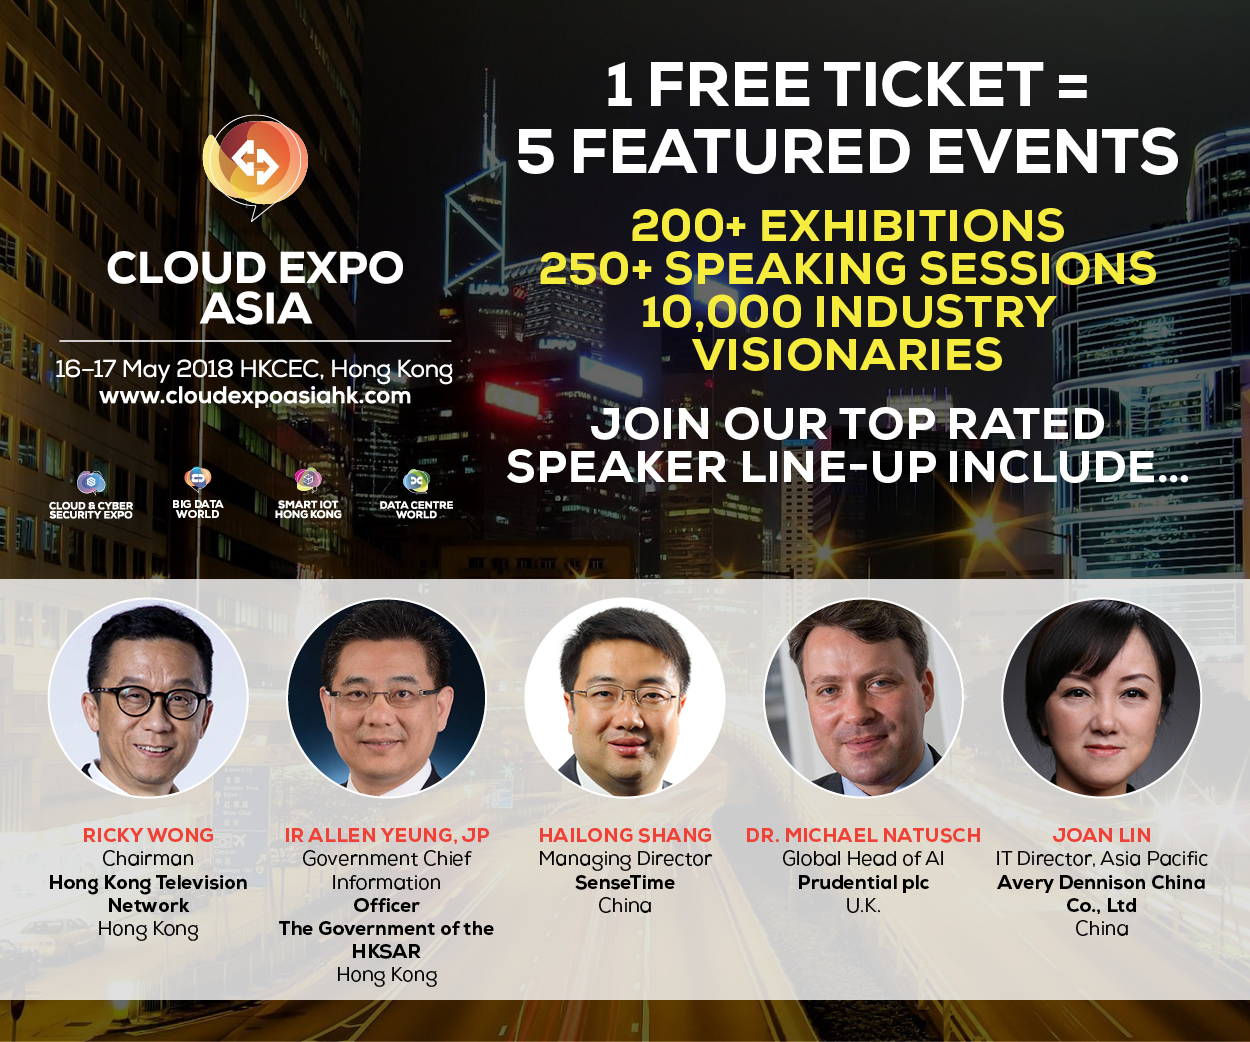 1 FREE TICKET =
5 FEATURED EVENTS
200+ EXHIBITIONS
250+ SPEAKING SESSIONS
10,000 INDUSTRY
VISIONARIES
JOIN OUR TOP RATED
SPEAKER LINE-UP INCLUDE...
CLOUD EXPO
ASIA
16–17 May 2018 HKCEC, Hong Kong
www.cloudexpoasiahk.com
CLOUD & CYBER
SECURITY EXPO
BIG DATA
WORLD
SMART IOT
HONG KONG
DATA CENTRE
WORLD
LIPPO
LIPPO
LIPPO
RICKY WONG
Chairman
Hong Kong Television
Network
Hong Kong
IR ALLEN YEUNG, JP
Government Chief
Information
Officer
The Government of the
HKSAR
Hong Kong
HAILONG SHANG
Managing Director
SenseTime
China
DR. MICHAEL NATUSCH
Global Head of AI
Prudential plc
U.K.
JOAN LIN
IT Director, Asia Pacific
Avery Dennison China
Co., Ltd
China